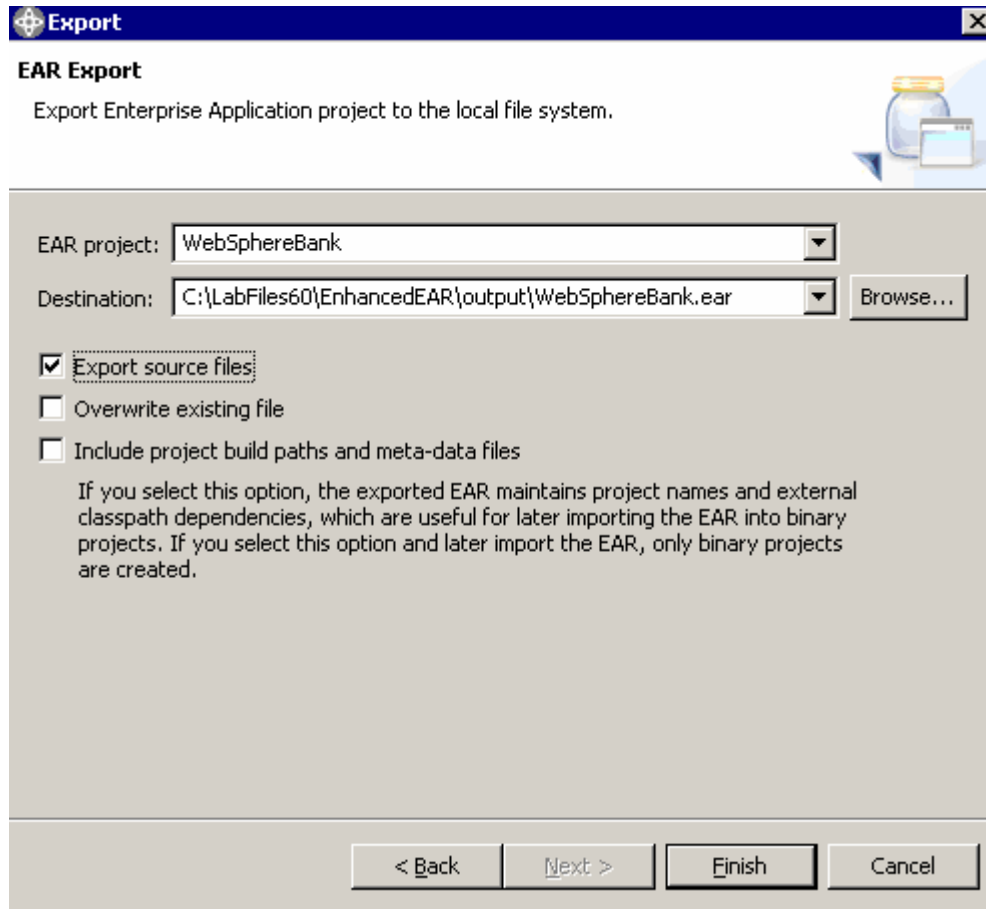 Export
EAR Export
Export Enterprise Application project to the local file system.
EAR project: WebSphereBank
Destination: C:\LabFiles60\EnhancedEAR\output\WebSphereBank.ear Browse...
Export source files
Overwrite existing file
Include project build paths and meta-data files
If you select this option, the exported EAR maintains project names and external
classpath dependencies, which are useful for later importing the EAR into binary
projects. If you select this option and later import the EAR, only binary projects
are created.
< Back Next > Finish Cancel